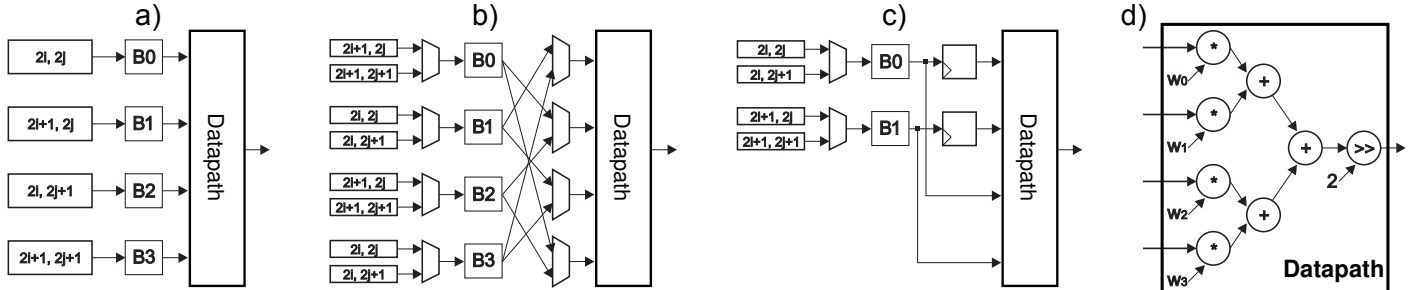 a)
2i, 2j
B0
2i+1, 2j
B1
2i, 2j+1
B2
2i+1, 2j+1
B3
Datapath
b)
2i+1, 2j
2i+1, 2j+1
B0
2i, 2j
2i, 2j+1
B1
2i+1, 2j
2i+1, 2j+1
B2
2i, 2j
2i, 2j+1
B3
Datapath
c)
2i, 2j
2i, 2j+1
B0
2i+1, 2j
2i+1, 2j+1
B1
Datapath
d)
*
W0
+
*
W1
+
>>
2
*
W2
+
*
W3
Datapath